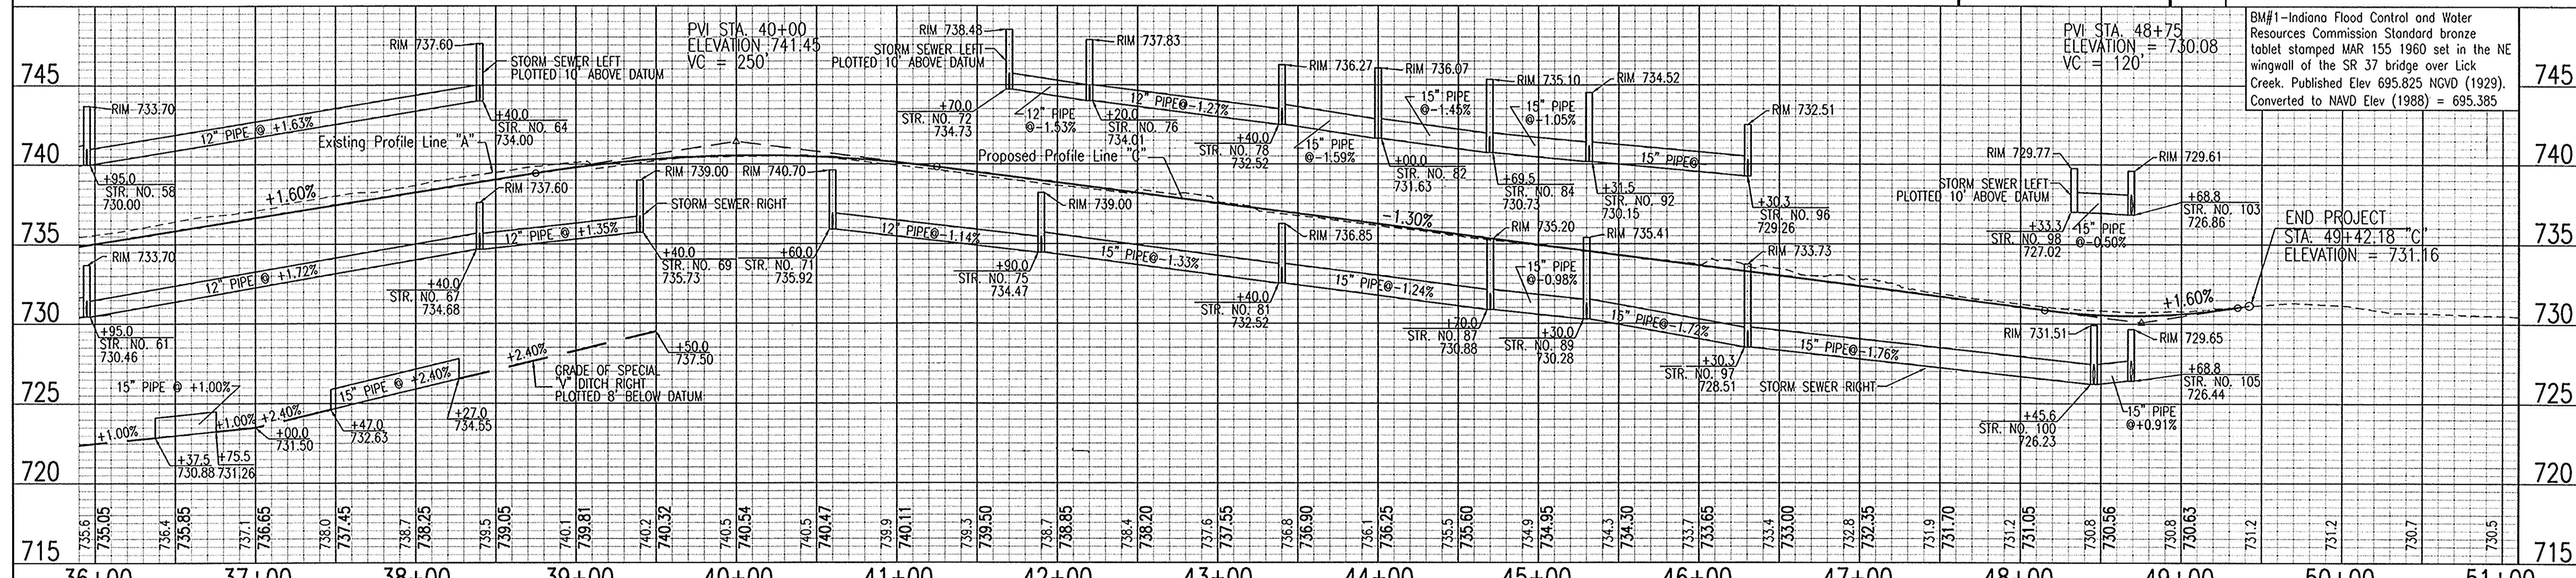 PVI STA. 40+00
ELEVATION 741.45
VC = 250'
PVI STA. 48+75
ELEVATION = 730.08
VC = 120'
BM#1-Indiana Flood Control and Water
Resources Commission Standard bronze
tablet stamped MAR 155 1960 set in the NE
wingwall of the SR 37 bridge over Lick
Creek. Published Elev 695.825 NGVD (1929).
Converted to NAVD Elev (1988) = 695.385
745
740
735
730
725
720
715
RIM 733.70
12" PIPE @ +1.63%
+95.0
STR. NO. 58
730.00
RIM 737.60
STORM SEWER LEFT
PLOTTED 10' ABOVE DATUM
+40.0
STR. NO. 64
734.00
Existing Profile Line "A"
+1.60%
RIM 738.48
STORM SEWER LEFT
PLOTTED 10' ABOVE DATUM
RIM 737.83
+70.0
STR. NO. 72
734.73
12" PIPE
@-1.53%
12" PIPE@-1.27%
+20.0
STR. NO. 76
734.01
Proposed Profile Line "C"
RIM 736.27
+40.0
STR. NO. 78
732.52
15" PIPE
@-1.59%
RIM 736.07
+00.0
STR. NO. 82
731.63
15" PIPE
@-1.45%
RIM 735.10
+69.5
STR. NO. 84
730.73
15" PIPE
@-1.05%
RIM 734.52
+31.5
STR. NO. 92
730.15
15" PIPE@
RIM 732.51
+30.3
STR. NO. 96
729.26
-1.30%
RIM 729.77
STORM SEWER LEFT
PLOTTED 10' ABOVE DATUM
+33.3
STR. NO. 98
727.02
15" PIPE
@-0.50%
RIM 729.61
+68.8
STR. NO. 103
726.86
END PROJECT
STA. 49+42.18 "C"
ELEVATION = 731.16
+1.60%
RIM 733.70
12" PIPE @ +1.72%
+95.0
STR. NO. 61
730.46
RIM 737.60
+40.0
STR. NO. 67
734.68
12" PIPE @ +1.35%
RIM 739.00
STORM SEWER RIGHT
+40.0
STR. NO. 69
735.73
RIM 740.70
+60.0
STR. NO. 71
735.92
12" PIPE@-1.14%
RIM 739.00
+90.0
STR. NO. 75
734.47
15" PIPE@-1.33%
RIM 736.85
+40.0
STR. NO. 81
732.52
15" PIPE@-1.24%
RIM 735.20
+70.0
STR. NO. 87
730.88
15" PIPE
@-0.98%
RIM 735.41
+30.0
STR. NO. 89
730.28
15" PIPE@-1.72%
RIM 733.73
+30.3
STR. NO. 97
728.51
15" PIPE@-1.76%
STORM SEWER RIGHT
RIM 731.51
+45.6
STR. NO. 100
726.23
15" PIPE
@+0.91%
RIM 729.65
+68.8
STR. NO. 105
726.44
+1.00%
15" PIPE @ +1.00%
+37.5
730.88
+75.5
731.26
+1.00%
+2.40%
+00.0
731.50
15" PIPE @ +2.40%
+47.0
732.63
+27.0
734.55
+2.40%
GRADE OF SPECIAL
"V" DITCH RIGHT
PLOTTED 8' BELOW DATUM
+50.0
737.50
745
740
735
730
725
720
715
735.6 735.05
736.4 735.85
737.1 736.65
738.0 737.45
738.7 738.25
739.5 739.05
740.1 739.81
740.2 740.32
740.5 740.54
740.5 740.47
739.9 740.11
739.3 739.50
738.7 738.85
738.4 738.20
737.6 737.55
736.8 736.90
736.1 736.25
735.5 735.60
734.9 734.95
734.3 734.30
733.7 733.65
733.4 733.00
732.8 732.35
731.9 731.70
731.2 731.05
730.8 730.56
730.8 730.63
731.2
731.2
730.7
730.5
36+00 37+00 38+00 39+00 40+00 41+00 42+00 43+00 44+00 45+00 46+00 47+00 48+00 49+00 50+00 51+00